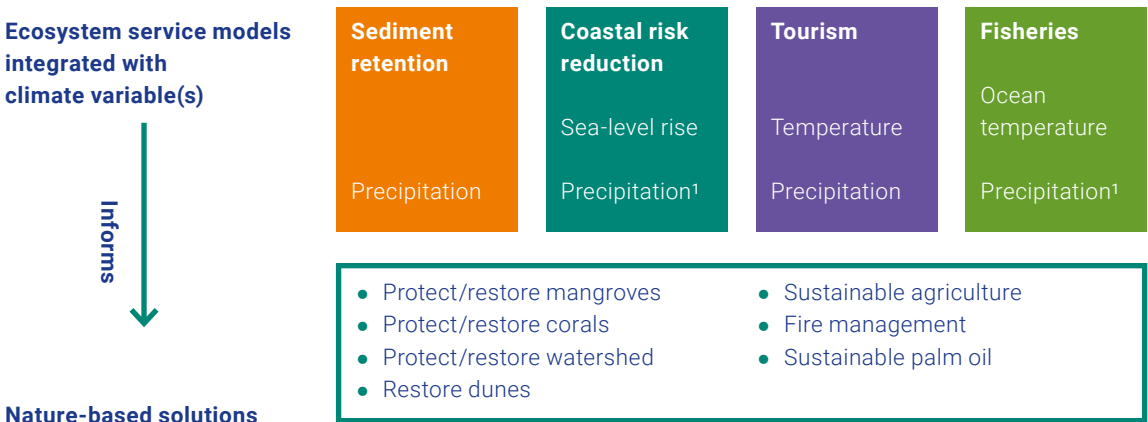 Ecosystem service models
integrated with
climate variable(s)
Informs
Nature-based solutions
Sediment
retention
Precipitation
Coastal risk
reduction
Sea-level rise
Precipitation¹
Tourism
Temperature
Precipitation
Fisheries
Ocean
temperature
Precipitation¹
Protect/restore mangroves
Protect/restore corals
Protect/restore watershed
Restore dunes
Sustainable agriculture
Fire management
Sustainable palm oil